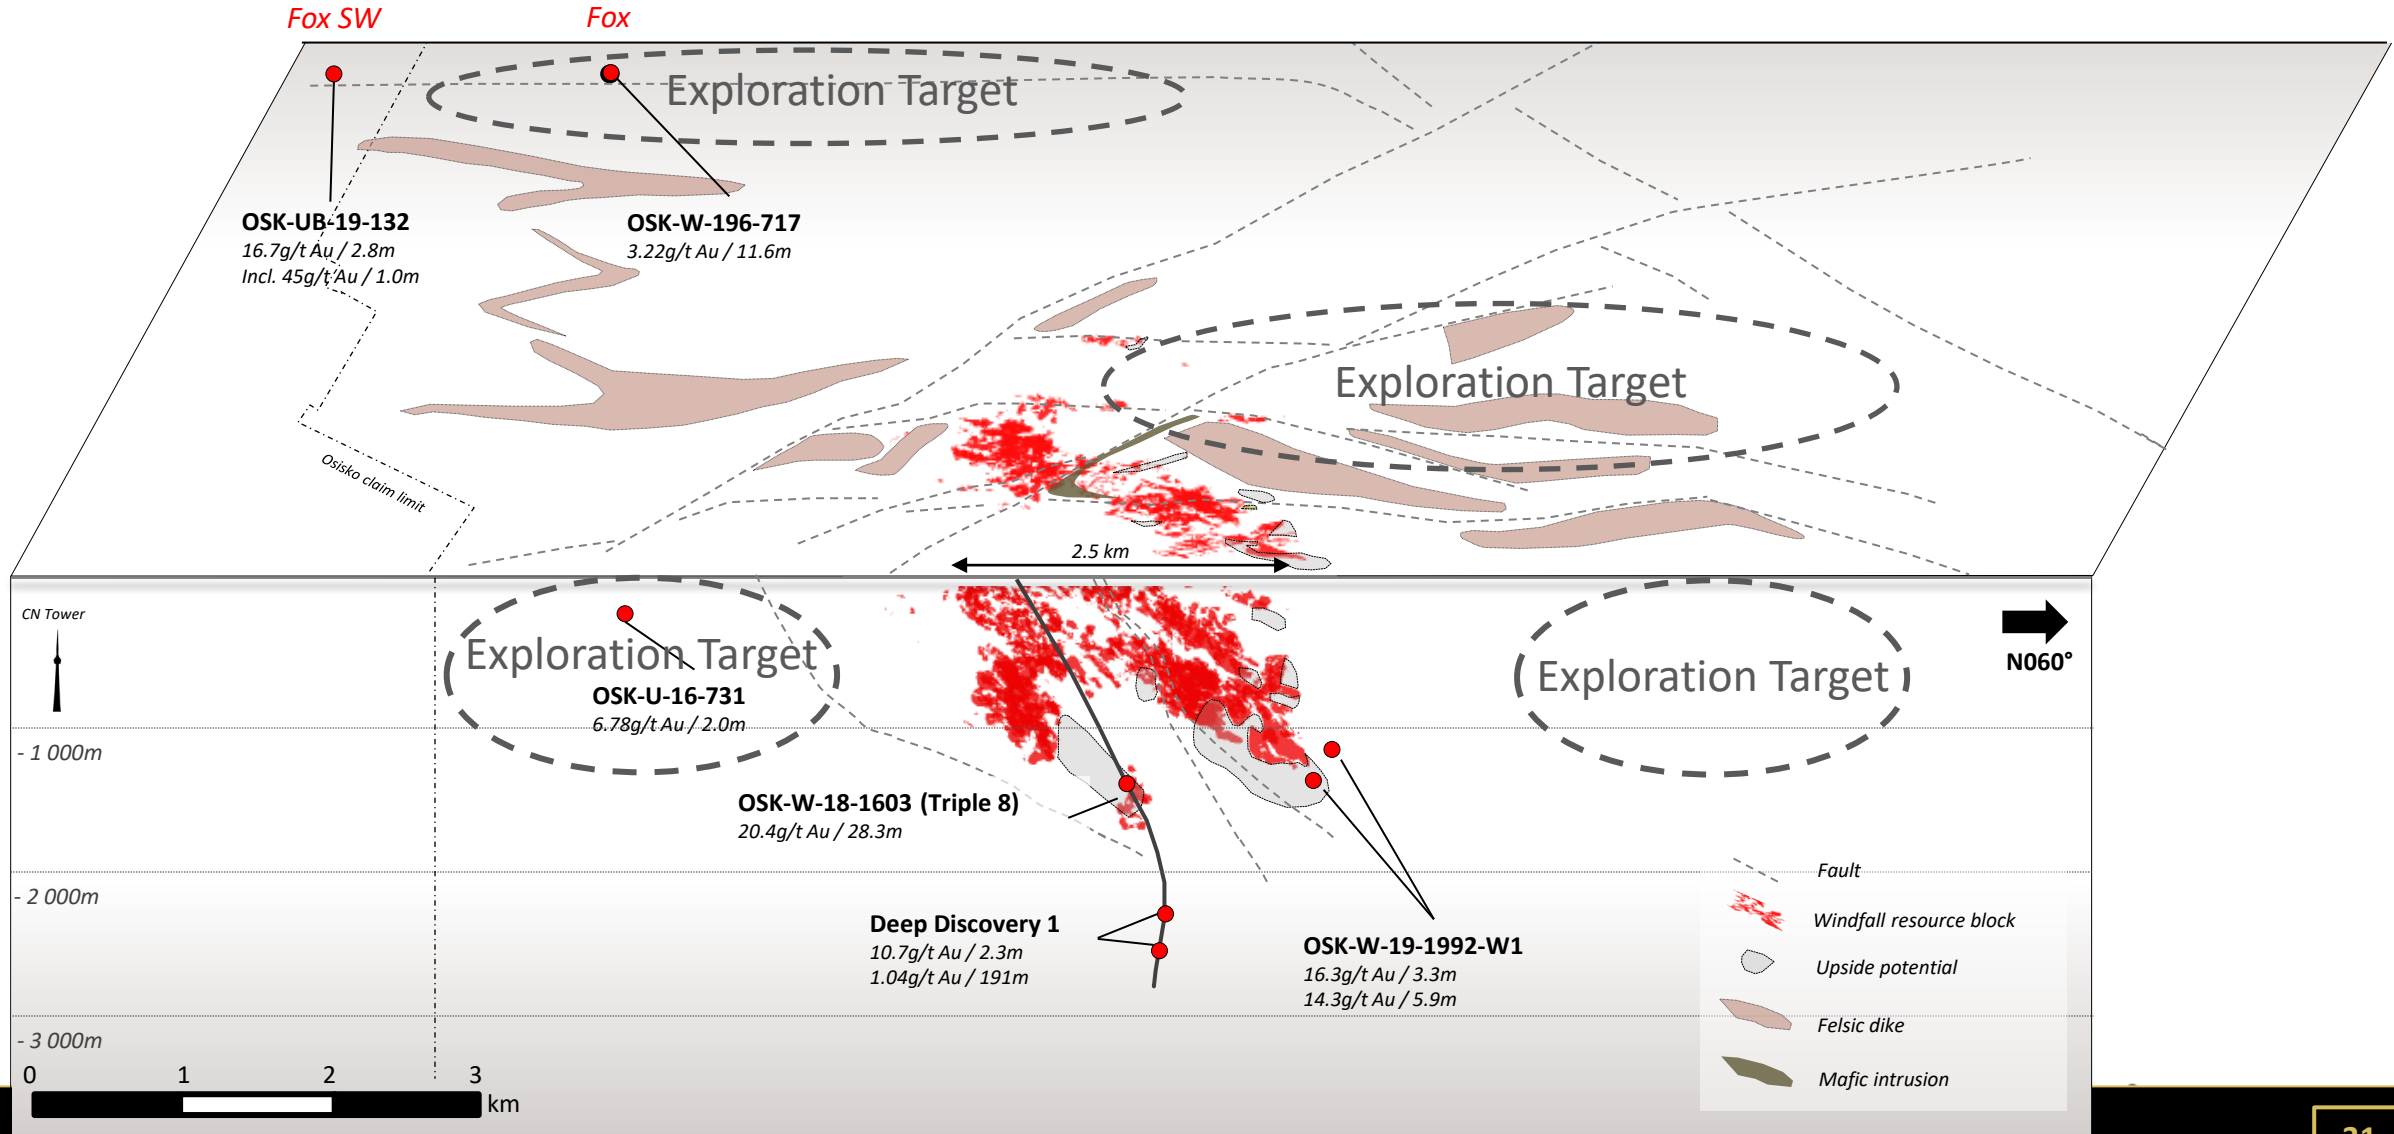 Fox SW
Fox
Exploration Target
OSK-UB-19-132
16.7g/t Au / 2.8m
Incl. 45g/t Au / 1.0m
OSK-W-196-717
3.22g/t Au / 11.6m
Exploration Target
Osisko claim limit
2.5 km
CN Tower
Exploration Target
OSK-U-16-731
6.78g/t Au / 2.0m
Exploration Target
N060°
- 1 000m
OSK-W-18-1603 (Triple 8)
20.4g/t Au / 28.3m
- 2 000m
Deep Discovery 1
10.7g/t Au / 2.3m
1.04g/t Au / 191m
OSK-W-19-1992-W1
16.3g/t Au / 3.3m
14.3g/t Au / 5.9m
Fault
Windfall resource block
Upside potential
Felsic dike
Mafic intrusion
- 3 000m
0 1 2 3
km